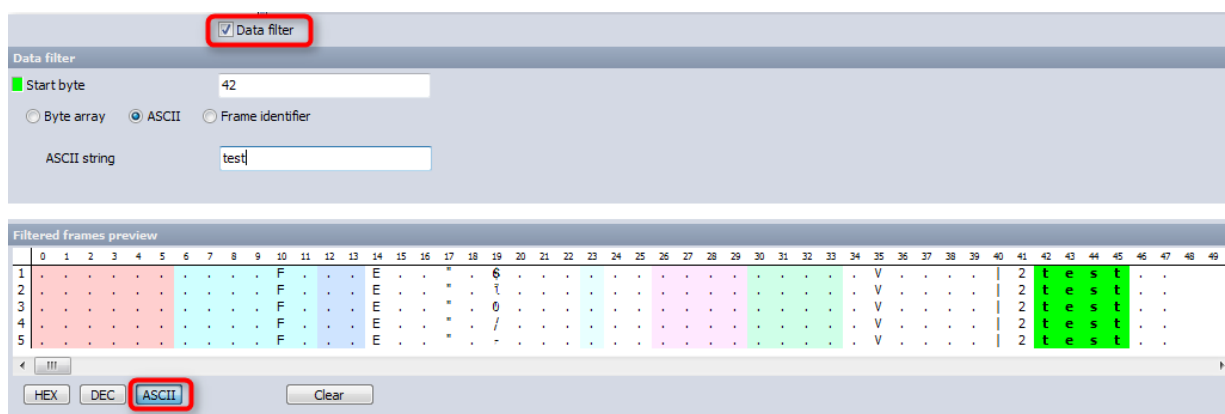 Data filter
Data filter
Start byte 42
Byte array ASCII Frame identifier
ASCII string test
Filtered frames preview
0 1 2 3 4 5 6 7 8 9 10 11 12 13 14 15 16 17 18 19 20 21 22 23 24 25 26 27 28 29 30 31 32 33 34 35 36 37 38 39 40 41 42 43 44 45 46 47 48 49
1 . . . . . . . . . . F . . . E . . " . . . . . . . . . . . . . . . . V . . . . | 2 t e s t . .
2 . . . . . . . . . . F . . . E . . " . . . . . . . . . . . . . . . . V . . . . | 2 t e s t . .
3 . . . . . . . . . . F . . . E . . " . 0 . . . . . . . . . . . . . . . V . . . . | 2 t e s t . .
4 . . . . . . . . . . F . . . E . . " . / . . . . . . . . . . . . . . . V . . . . | 2 t e s t . .
5 . . . . . . . . . . F . . . E . . " . - . . . . . . . . . . . . . . . V . . . . | 2 t e s t . .
HEX DEC ASCII Clear